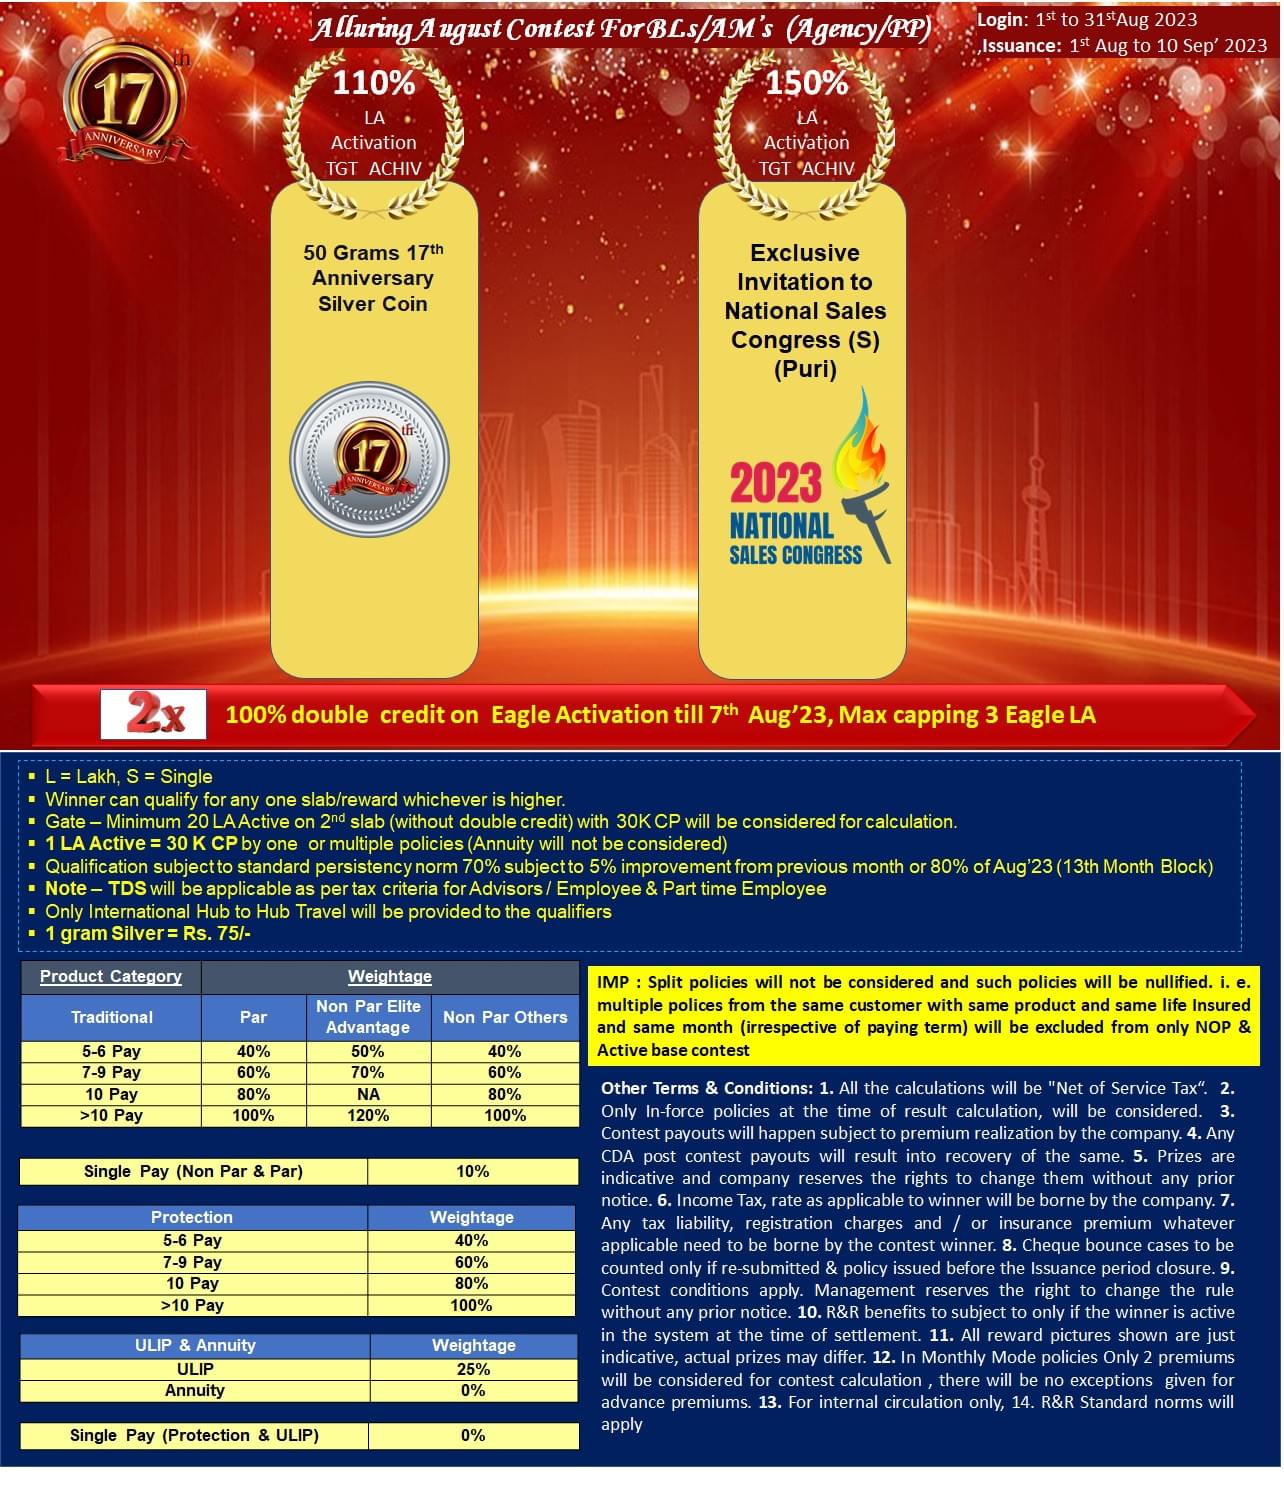 Alluring August Contest For BLs/AM's (Agency/PP)
Login: 1st to 31stAug 2023
,Issuance: 1st Aug to 10 Sep' 2023
17th
ANNIVERSARY
110%
LA
Activation
TGT ACHIV
150%
LA
Activation
TGT ACHIV
50 Grams 17th
Anniversary
Silver Coin
17th
ANNIVERSARY
Exclusive
Invitation to
National Sales
Congress (S)
(Puri)
2023
NATIONAL
SALES CONGRESS
2x
100% double credit on Eagle Activation till 7th Aug'23, Max capping 3 Eagle LA
▪ L = Lakh, S = Single
▪ Winner can qualify for any one slab/reward whichever is higher.
▪ Gate – Minimum 20 LA Active on 2nd slab (without double credit) with 30K CP will be considered for calculation.
▪ 1 LA Active = 30 K CP by one or multiple policies (Annuity will not be considered)
▪ Qualification subject to standard persistency norm 70% subject to 5% improvement from previous month or 80% of Aug'23 (13th Month Block)
▪ Note – TDS will be applicable as per tax criteria for Advisors / Employee & Part time Employee
▪ Only International Hub to Hub Travel will be provided to the qualifiers
▪ 1 gram Silver = Rs. 75/-
Product Category Weightage
Traditional Par Non Par Elite Advantage Non Par Others
5-6 Pay 40% 50% 40%
7-9 Pay 60% 70% 60%
10 Pay 80% NA 80%
>10 Pay 100% 120% 100%
Single Pay (Non Par & Par) 10%
Protection Weightage
5-6 Pay 40%
7-9 Pay 60%
10 Pay 80%
>10 Pay 100%
ULIP & Annuity Weightage
ULIP 25%
Annuity 0%
Single Pay (Protection & ULIP) 0%
IMP : Split policies will not be considered and such policies will be nullified. i. e.
multiple polices from the same customer with same product and same life Insured
and same month (irrespective of paying term) will be excluded from only NOP &
Active base contest
Other Terms & Conditions: 1. All the calculations will be "Net of Service Tax“. 2.
Only In-force policies at the time of result calculation, will be considered. 3.
Contest payouts will happen subject to premium realization by the company. 4. Any
CDA post contest payouts will result into recovery of the same. 5. Prizes are
indicative and company reserves the rights to change them without any prior
notice. 6. Income Tax, rate as applicable to winner will be borne by the company. 7.
Any tax liability, registration charges and / or insurance premium whatever
applicable need to be borne by the contest winner. 8. Cheque bounce cases to be
counted only if re-submitted & policy issued before the Issuance period closure. 9.
Contest conditions apply. Management reserves the right to change the rule
without any prior notice. 10. R&R benefits to subject to only if the winner is active
in the system at the time of settlement. 11. All reward pictures shown are just
indicative, actual prizes may differ. 12. In Monthly Mode policies Only 2 premiums
will be considered for contest calculation , there will be no exceptions given for
advance premiums. 13. For internal circulation only, 14. R&R Standard norms will
apply